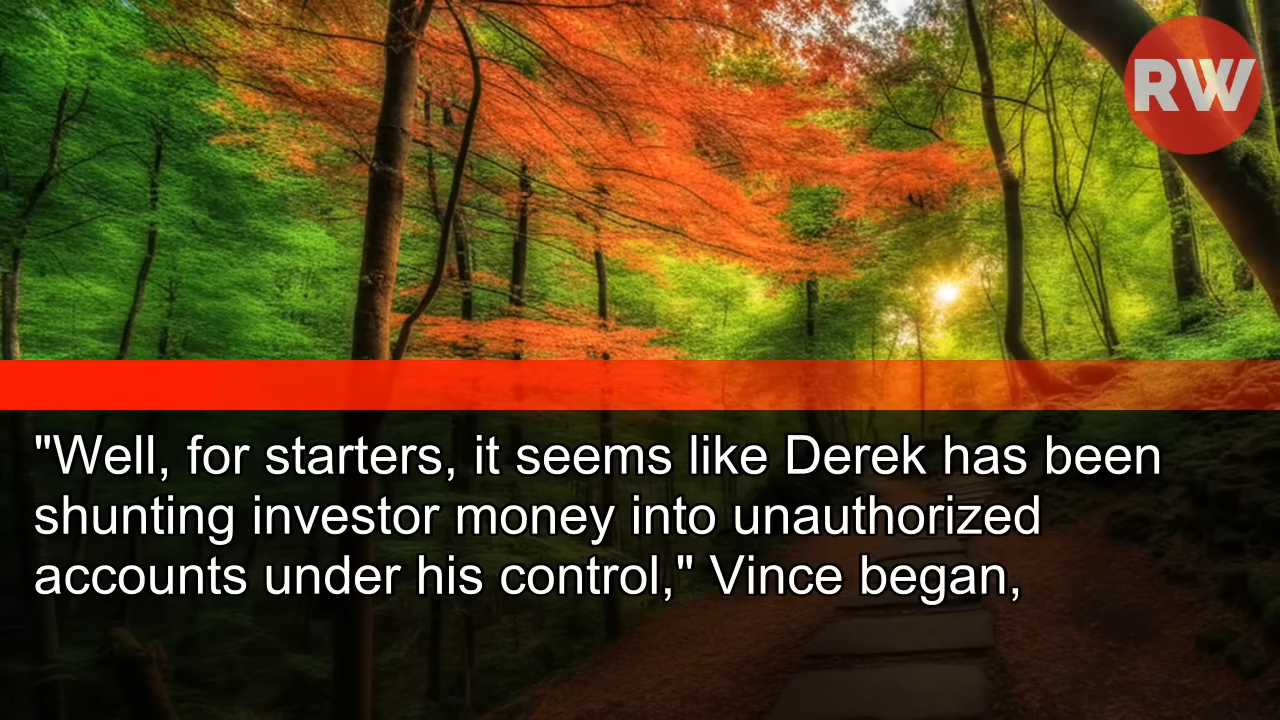 RW
"Well, for starters, it seems like Derek has been
shunting investor money into unauthorized
accounts under his control," Vince began,